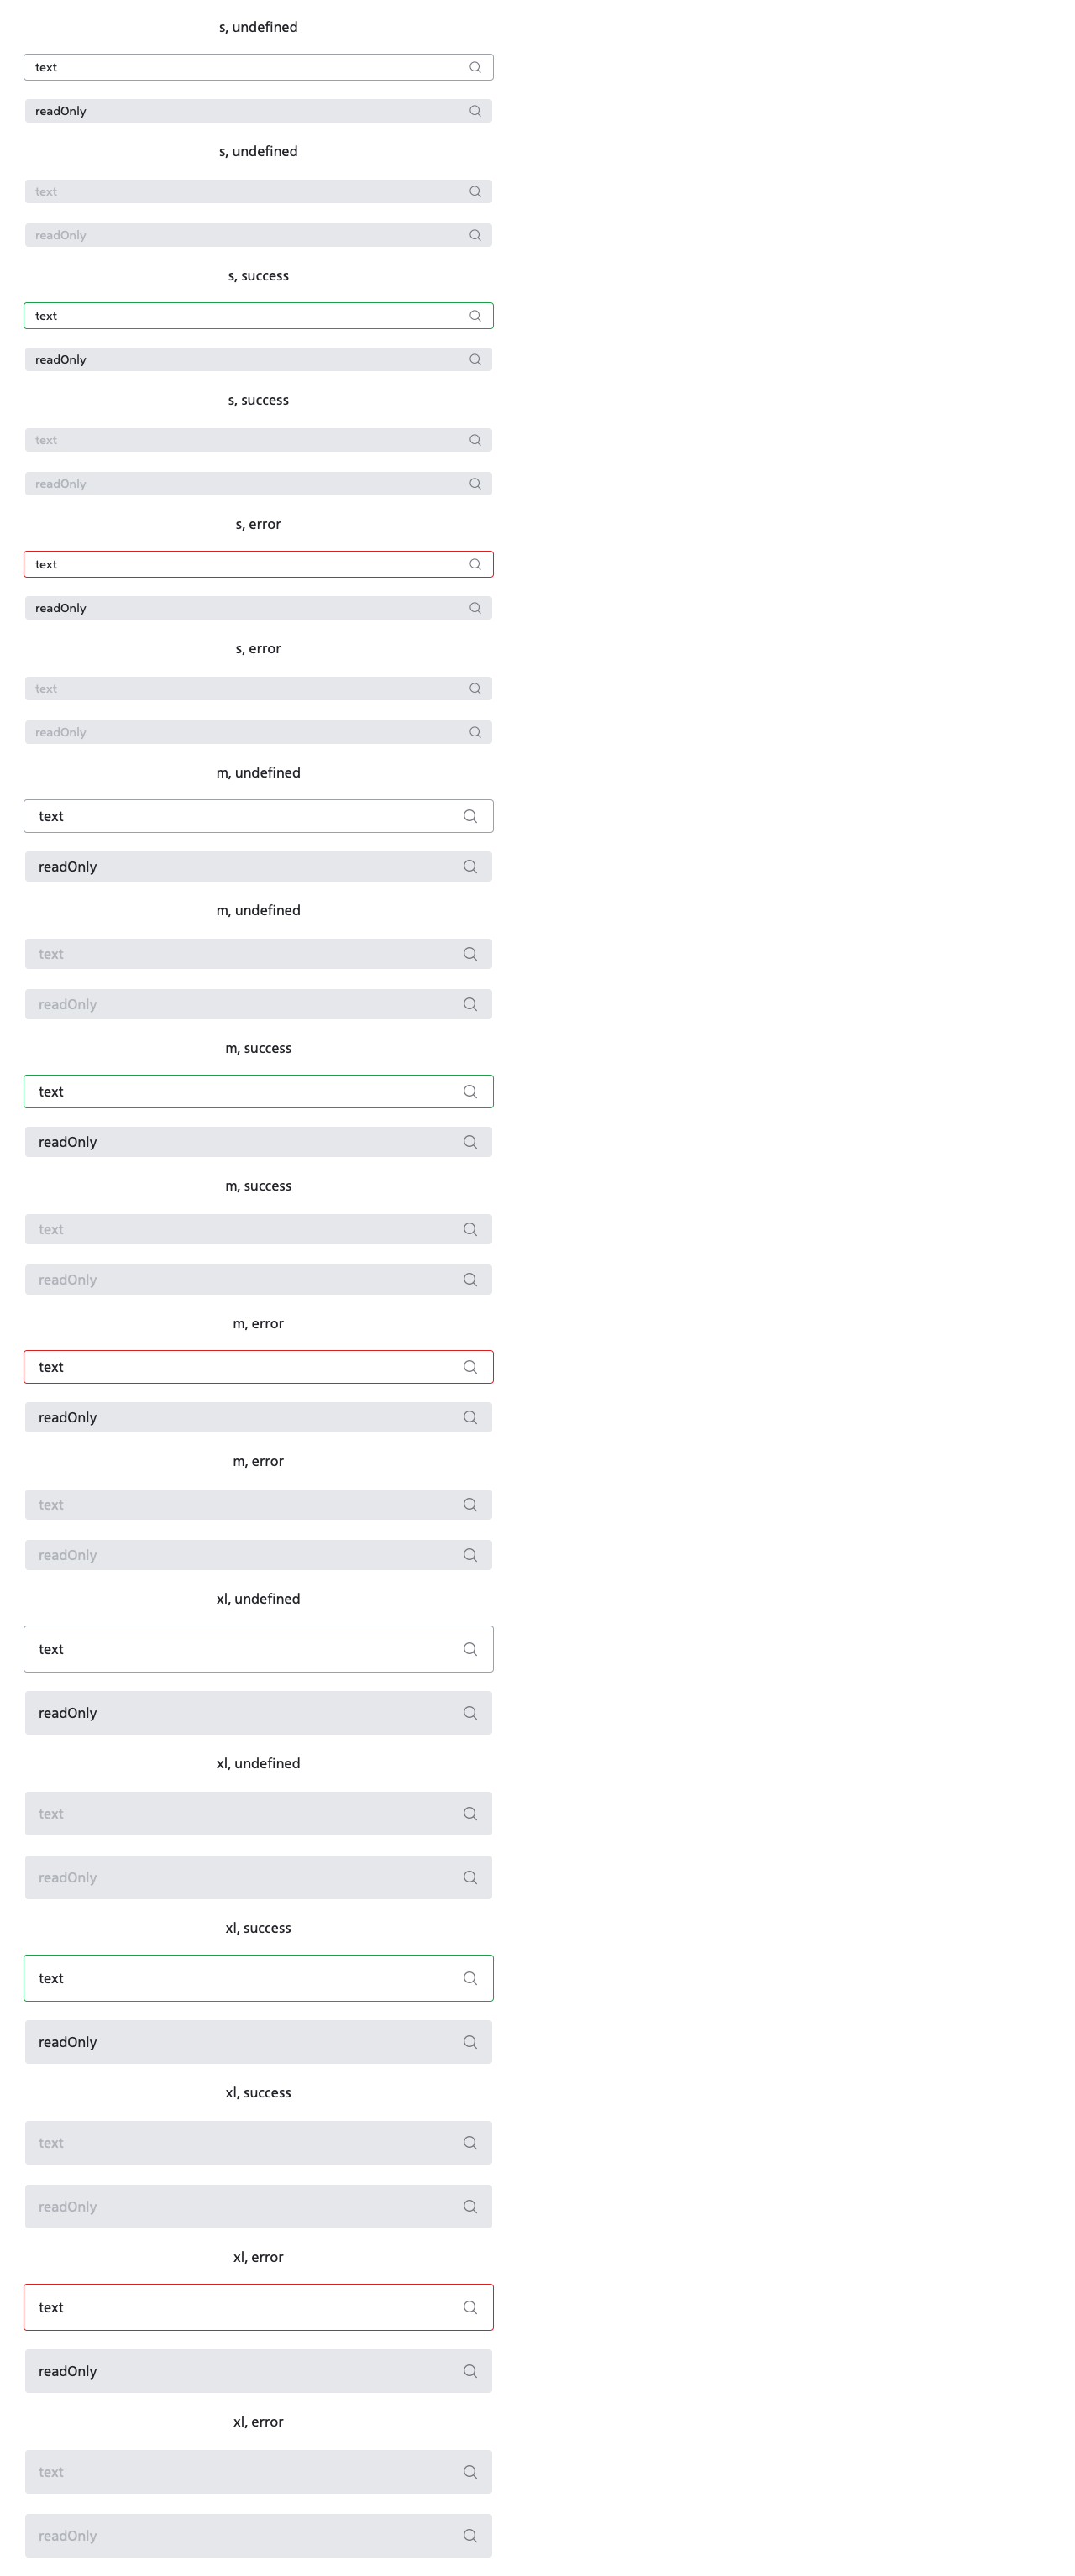 s, undefined
text
readOnly
s, undefined
text
readOnly
s, success
text
readOnly
s, success
text
readOnly
s, error
text
readOnly
s, error
text
readOnly
m, undefined
text
readOnly
m, undefined
text
readOnly
m, success
text
readOnly
m, success
text
readOnly
m, error
text
readOnly
m, error
text
readOnly
xl, undefined
text
readOnly
xl, undefined
text
readOnly
xl, success
text
readOnly
xl, success
text
readOnly
xl, error
text
readOnly
xl, error
text
readOnly